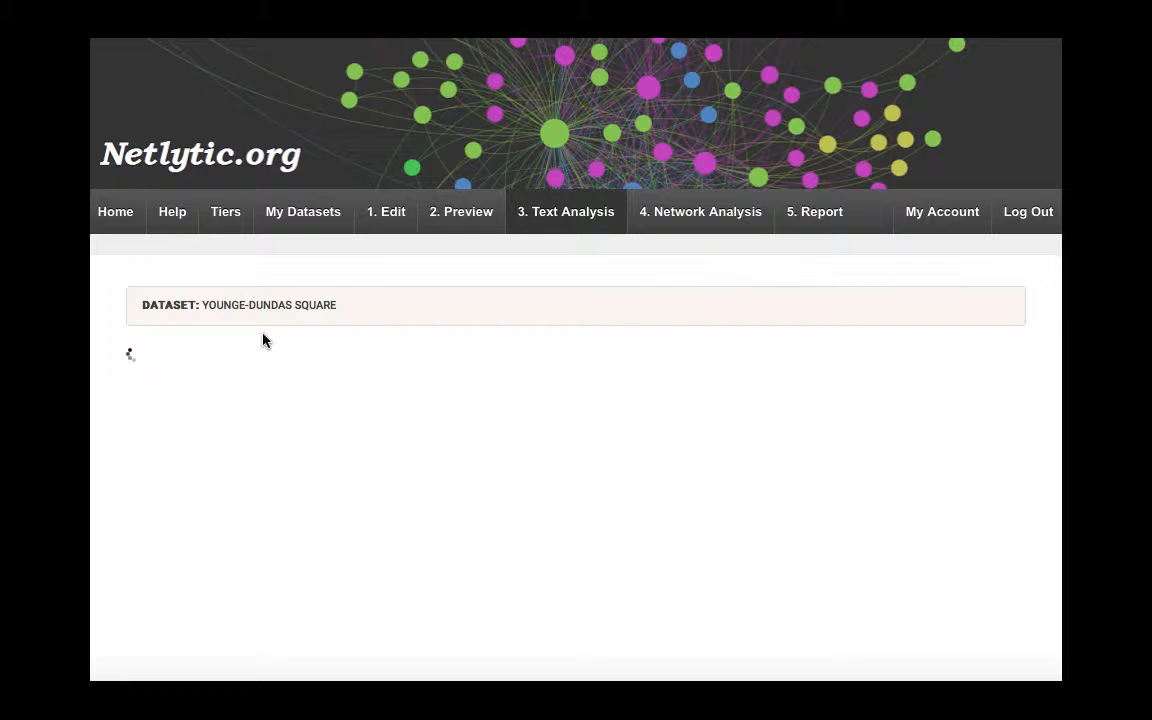 Netlytic.org
Home Help Tiers My Datasets 1. Edit 2. Preview 3. Text Analysis 4. Network Analysis 5. Report My Account Log Out
DATASET: YOUNGE-DUNDAS SQUARE